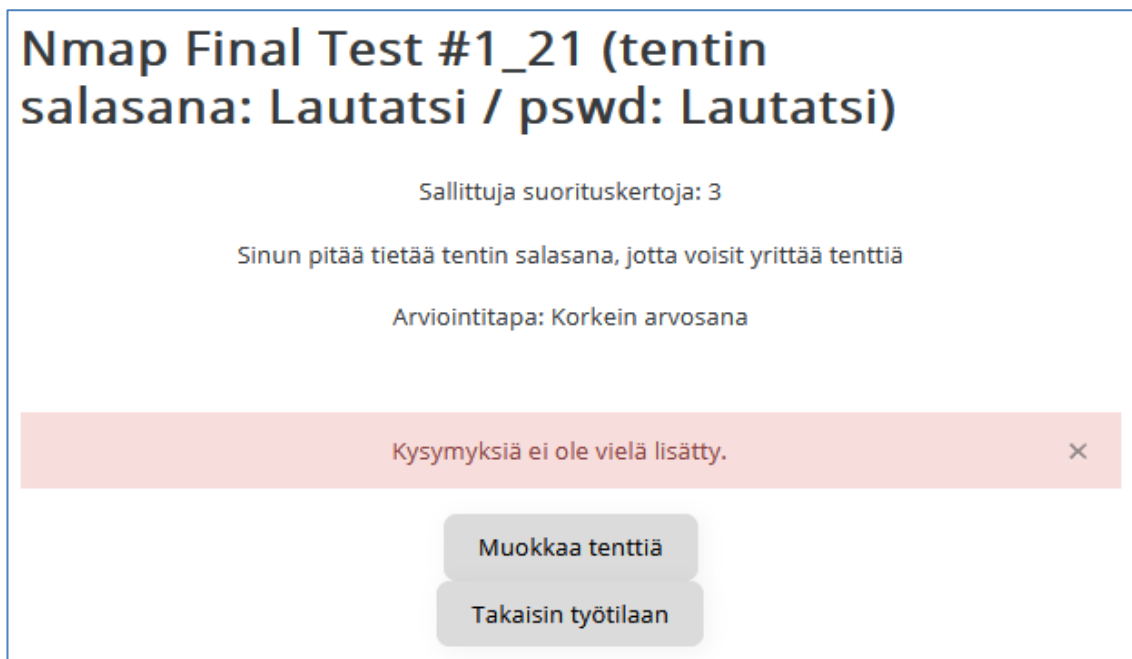 Nmap Final Test #1_21 (tentin
salasana: Lautatsi / pswd: Lautatsi)
Sallittuja suorituskertoja: 3
Sinun pitää tietää tentin salasana, jotta voisit yrittää tenttiä
Arviointitapa: Korkein arvosana
Kysymyksiä ei ole vielä lisätty. ×
Muokkaa tenttiä
Takaisin työtilaan